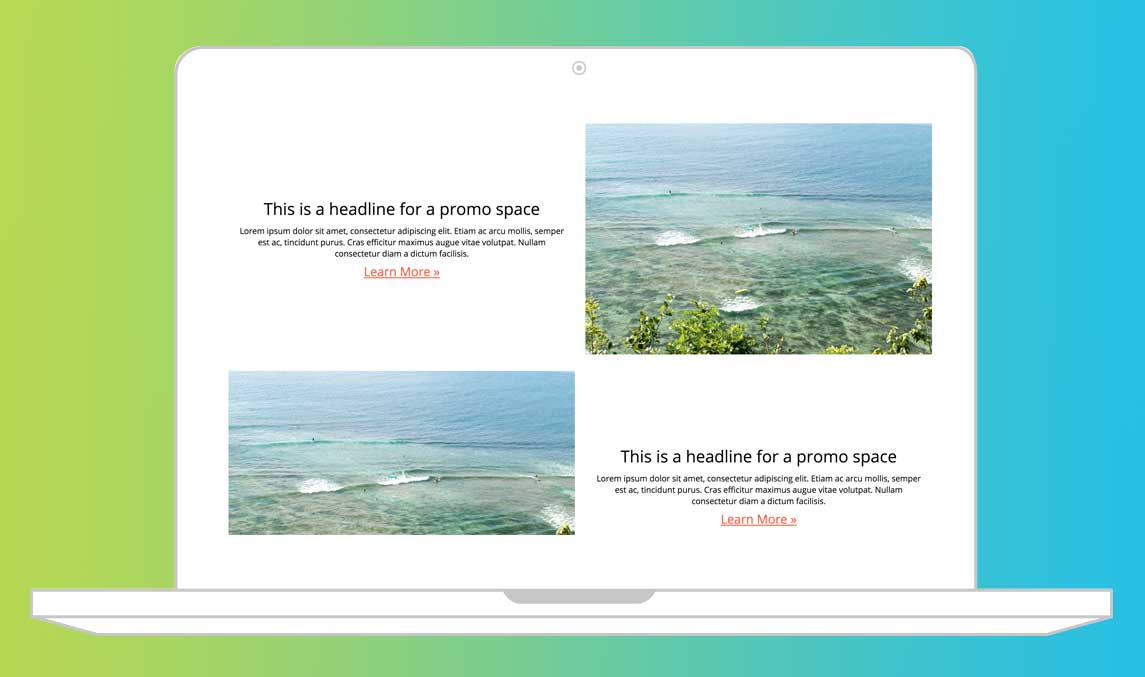 This is a headline for a promo space
Lorem ipsum dolor sit amet, consectetur adipiscing elit. Etiam ac arcu mollis, semper
est ac, tincidunt purus. Cras efficitur maximus augue vitae volutpat. Nullam
consectetur diam a dictum facilisis.
Learn More »
This is a headline for a promo space
Lorem ipsum dolor sit amet, consectetur adipiscing elit. Etiam ac arcu mollis, semper
est ac, tincidunt purus. Cras efficitur maximus augue vitae volutpat. Nullam
consectetur diam a dictum facilisis.
Learn More »